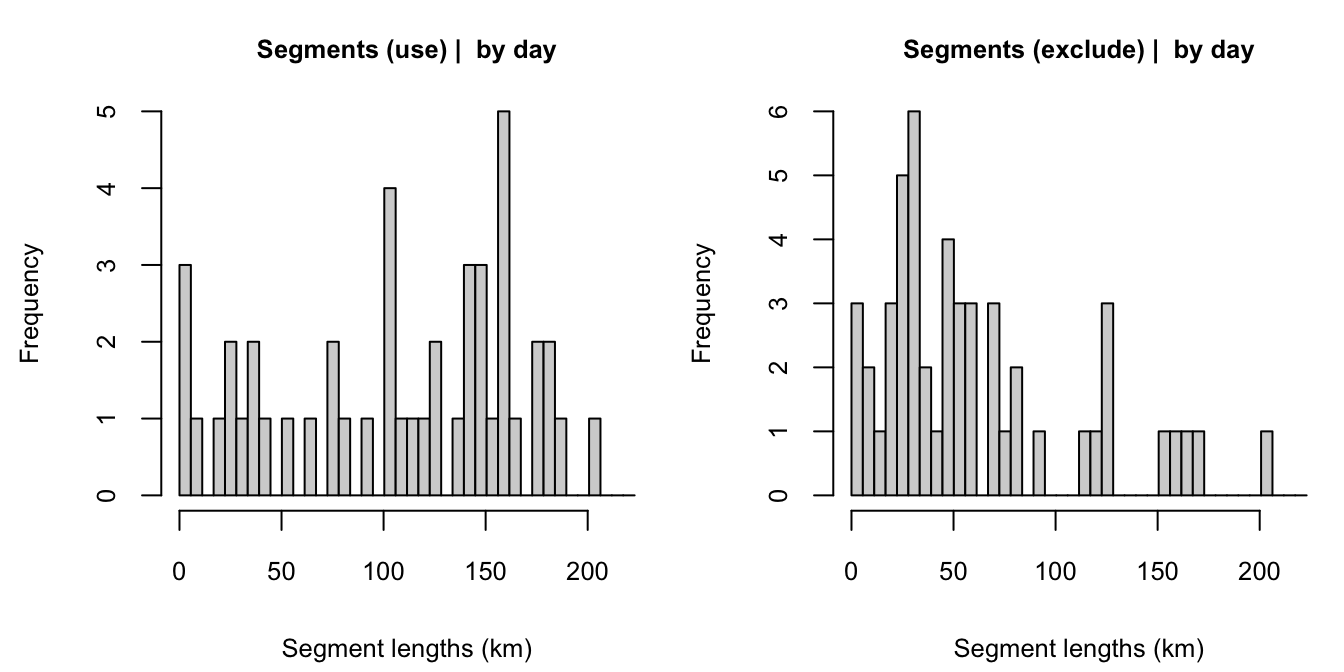 Segments (use) |  by day
Frequency
0 1 2 3 4 5
0 50 100 150 200
Segment lengths (km)
Segments (exclude) |  by day
Frequency
0 1 2 3 4 5 6
0 50 100 150 200
Segment lengths (km)